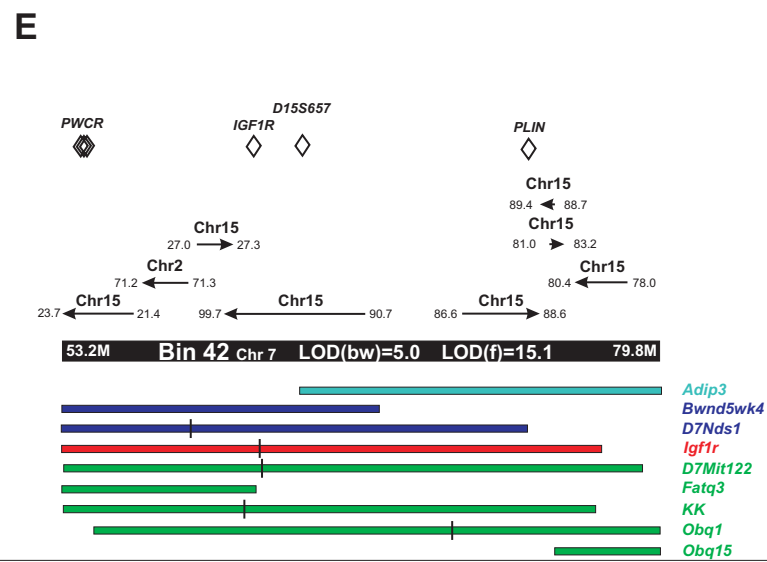 E
D15S657
PWCR IGF1R PLIN
Chr15
89.4 88.7
Chr15 Chr15
27.0 27.3 81.0 83.2
Chr2 Chr15
71.2 71.3 80.4 78.0
Chr15 Chr15 Chr15
23.7 21.4 99.7 90.7 86.6 88.6
53.2M Bin 42 Chr 7 LOD(bw)=5.0 LOD(f)=15.1 79.8M
Adip3
Bwnd5wk4
D7Nds1
Igf1r
D7Mit122
Fatq3
KK
Obq1
Obq15